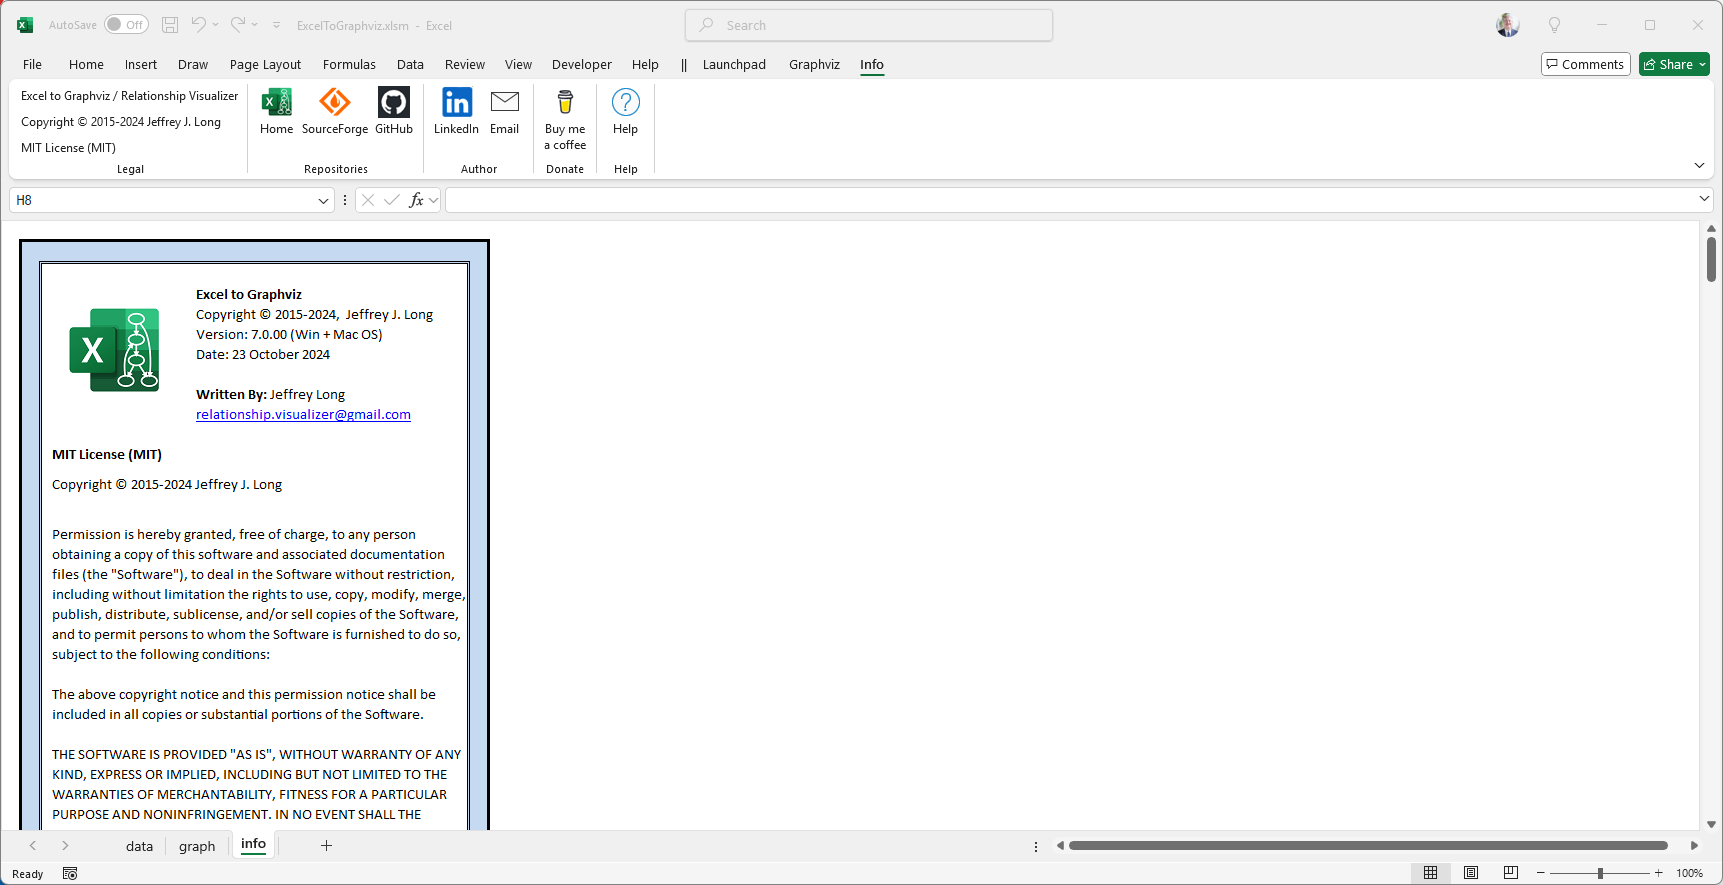 AutoSave Off ExcelToGraphviz.xlsm - Excel Search
File Home Insert Draw Page Layout Formulas Data Review View Developer Help || Launchpad Graphviz Info Comments Share
Excel to Graphviz / Relationship Visualizer
Copyright © 2015-2024 Jeffrey J. Long
MIT License (MIT)
Legal
Home SourceForge GitHub
Repositories
LinkedIn Email
Author
Buy me
a coffee
Donate
Help
Help
H8 fx
X
Excel to Graphviz
Copyright © 2015-2024, Jeffrey J. Long
Version: 7.0.00 (Win + Mac OS)
Date: 23 October 2024
Written By: Jeffrey Long
relationship.visualizer@gmail.com
MIT License (MIT)
Copyright © 2015-2024 Jeffrey J. Long
Permission is hereby granted, free of charge, to any person
obtaining a copy of this software and associated documentation
files (the "Software"), to deal in the Software without restriction,
including without limitation the rights to use, copy, modify, merge,
publish, distribute, sublicense, and/or sell copies of the Software,
and to permit persons to whom the Software is furnished to do so,
subject to the following conditions:
The above copyright notice and this permission notice shall be
included in all copies or substantial portions of the Software.
THE SOFTWARE IS PROVIDED "AS IS", WITHOUT WARRANTY OF ANY
KIND, EXPRESS OR IMPLIED, INCLUDING BUT NOT LIMITED TO THE
WARRANTIES OF MERCHANTABILITY, FITNESS FOR A PARTICULAR
PURPOSE AND NONINFRINGEMENT. IN NO EVENT SHALL THE
data graph info
Ready 100%